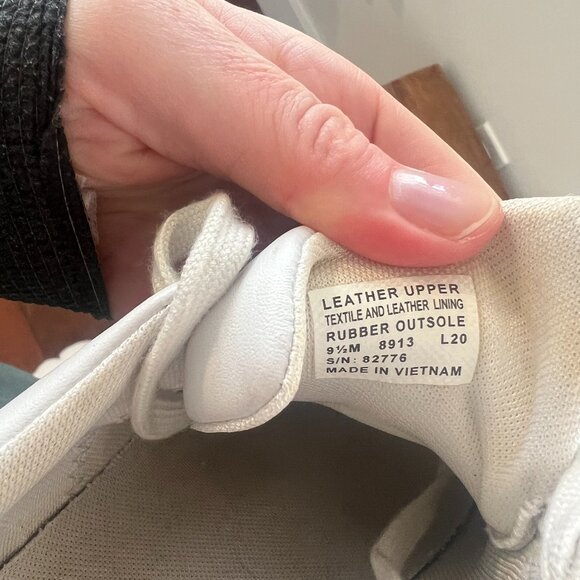 LEATHER UPPER
TEXTILE AND LEATHER LINING
RUBBER OUTSOLE
9½M 8913 L20
S/N: 82776
MADE IN VIETNAM